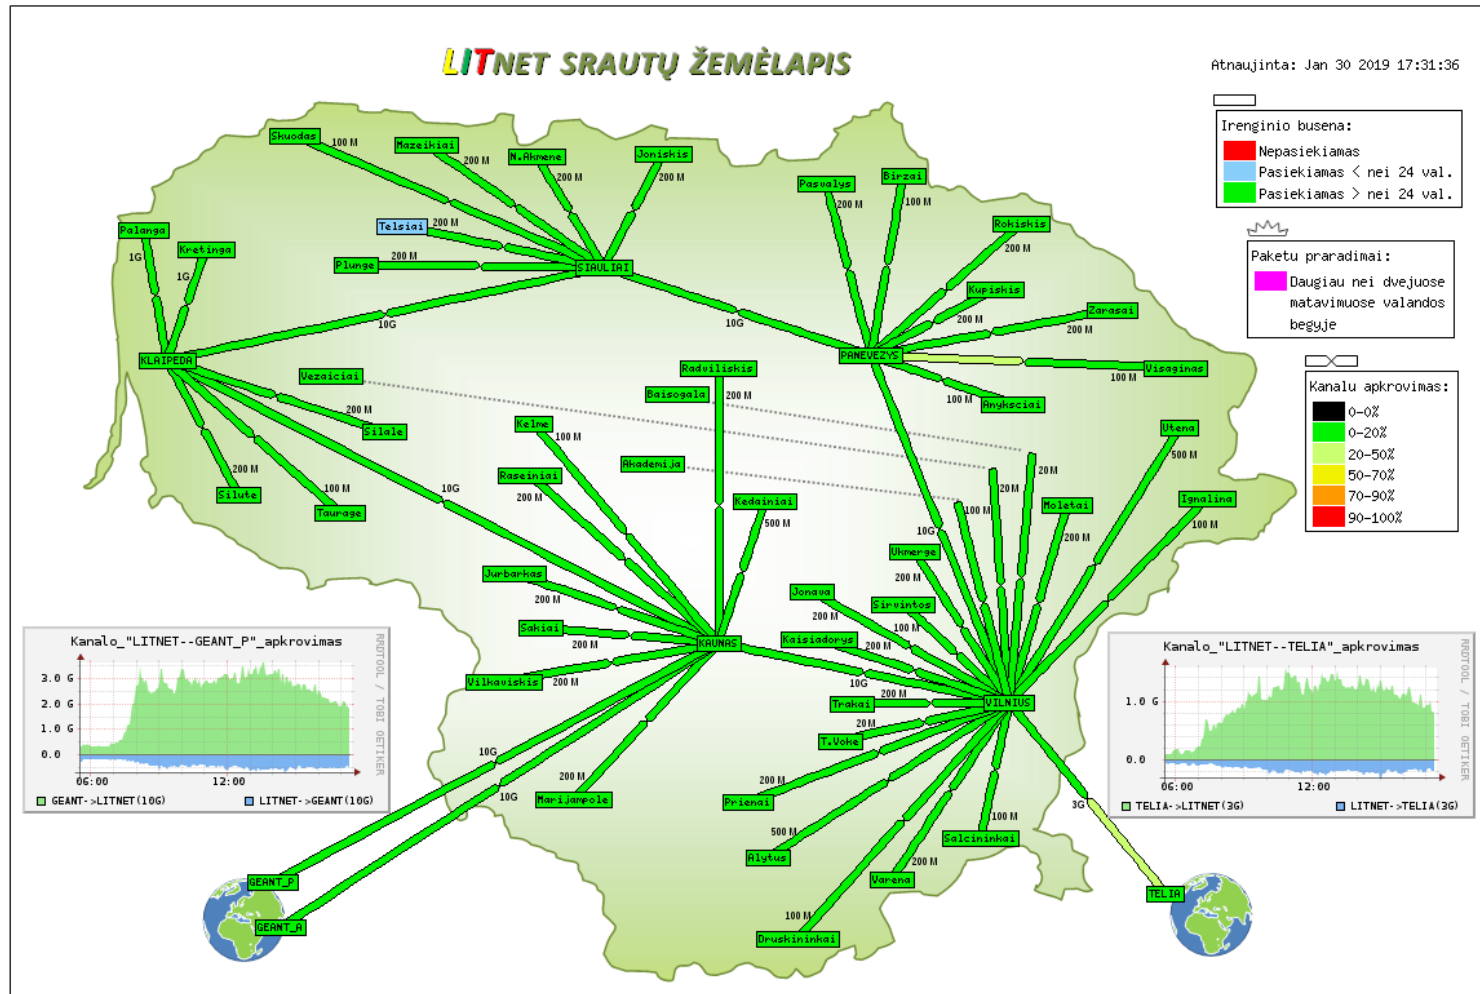 LITNET SRAUTŲ ŽEMĖLAPIS
Atnaujinta: Jan 30 2019 17:31:36
Irenginio busena:
Nepasiekiamas
Pasiekiamas < nei 24 val.
Pasiekiamas > nei 24 val.
Paketu praradimai:
Daugiau nei dvejuose
matavimuose valandos
begyje
Kanalu apkrovimas:
0-0%
0-20%
20-50%
50-70%
70-90%
90-100%
Skuodas
100 M
Mazeikiai
200 M
N.Akmene
200 M
Joniskis
200 M
Telsiai
200 M
Plunge
200 M
SIAULIAI
Palanga
1G
Kretinga
1G
10G
10G
KLAIPEDA
Pasvalys
200 M
Birzai
100 M
Rokiskis
200 M
Kupiskis
200 M
Zarasai
200 M
PANEVEZYS
Visaginas
100 M
Anyksciai
100 M
Vezaiciai
Radviliskis
Baisogala
200 M
Silale
200 M
Silute
200 M
Taurage
100 M
10G
Kelme
100 M
Raseiniai
200 M
Akademija
Kedainiai
500 M
20 M
20 M
100 M
10G
Utena
500 M
Moletai
200 M
Ignalina
100 M
Ukmerge
200 M
Jurbarkas
200 M
Jonava
200 M
Sirvintos
100 M
Sakiai
200 M
KAUNAS
Kaisiadorys
200 M
Vilkaviskis
200 M
10G
200 M
Trakai
VILNIUS
20 M
T.Voke
10G
10G
200 M
Marijampole
200 M
Prienai
500 M
Alytus
100 M
Salcininkai
200 M
Varena
100 M
Druskininkai
3G
GEANT_P
GEANT_A
TELIA
Kanalo_"LITNET--GEANT_P"_apkrovimas
3.0 G
2.0 G
1.0 G
0.0
06:00
12:00
GEANT->LITNET(10G)
LITNET->GEANT(10G)
RRDTOOL / TOBI OETIKER
Kanalo_"LITNET--TELIA"_apkrovimas
1.0 G
0.0
06:00
12:00
TELIA->LITNET(3G)
LITNET->TELIA(3G)
RRDTOOL / TOBI OETIKER